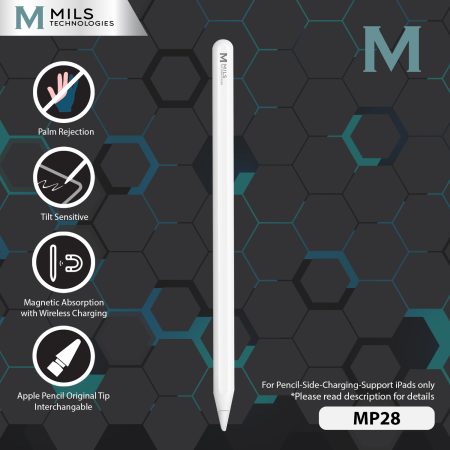 M MILS
TECHNOLOGIES
M
M MILS
Palm Rejection
Tilt Sensitive
Magnetic Absorption
with Wireless Charging
Apple Pencil Original Tip
Interchangable
For Pencil-Side-Charging-Support iPads only
*Please read description for details
MP28